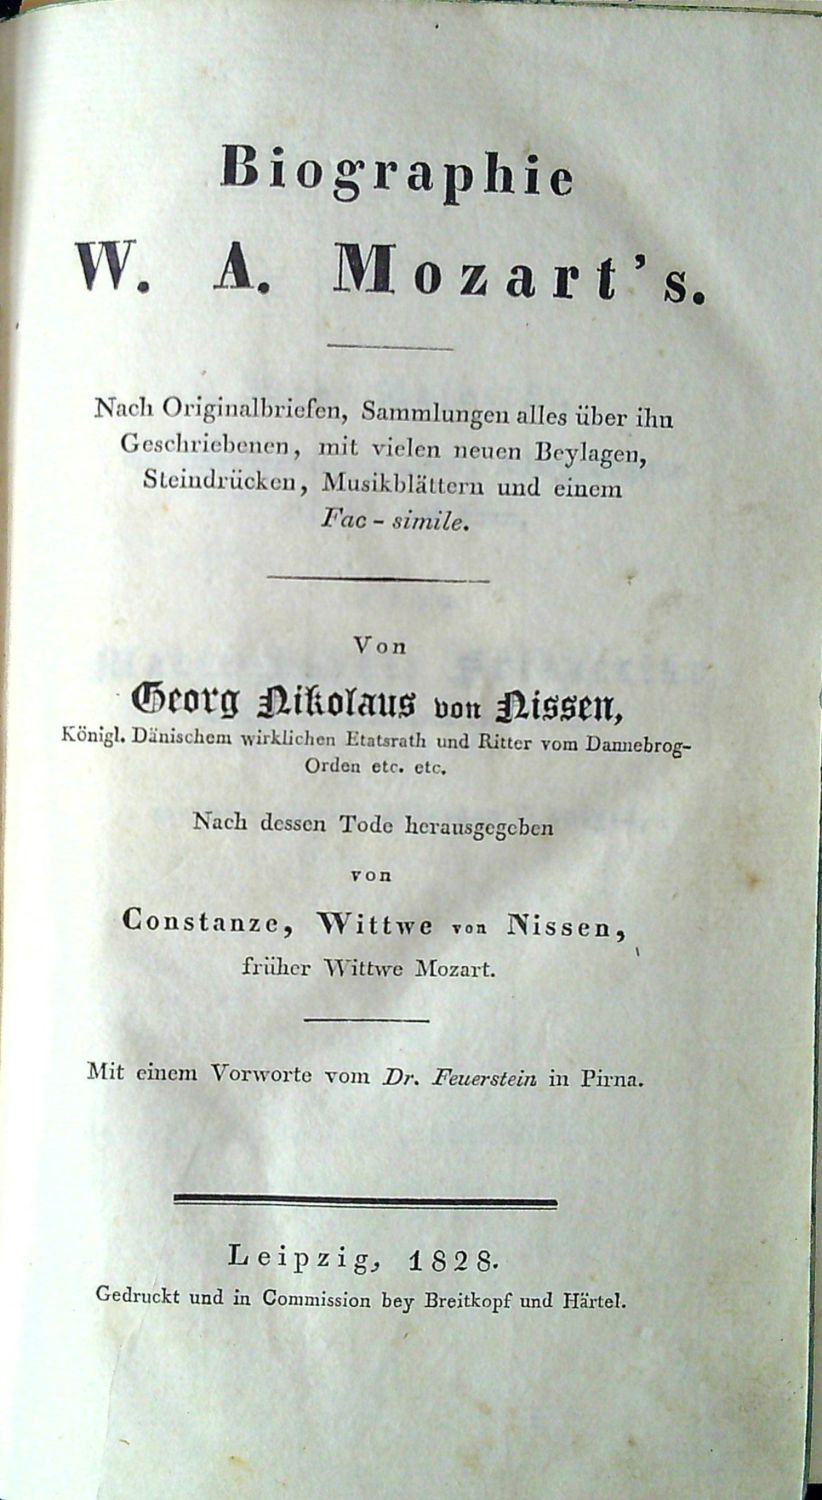 Biographie
W. A. Mozart's.
Nach Originalbriefen, Sammlungen alles über ihn
Geschriebenen, mit vielen neuen Beylagen,
Steindrücken, Musikblättern und einem
Fac - simile.
Von
Georg Nikolaus von Nissen,
Königl. Dänischem wirklichen Etatsrath und Ritter vom Dannebrog-
Orden etc. etc.
Nach dessen Tode herausgegeben
von
Constanze, Wittwe von Nissen,
früher Wittwe Mozart.
Mit einem Vorworte vom Dr. Feuerstein in Pirna.
Leipzig, 1828.
Gedruckt und in Commission bey Breitkopf und Härtel.